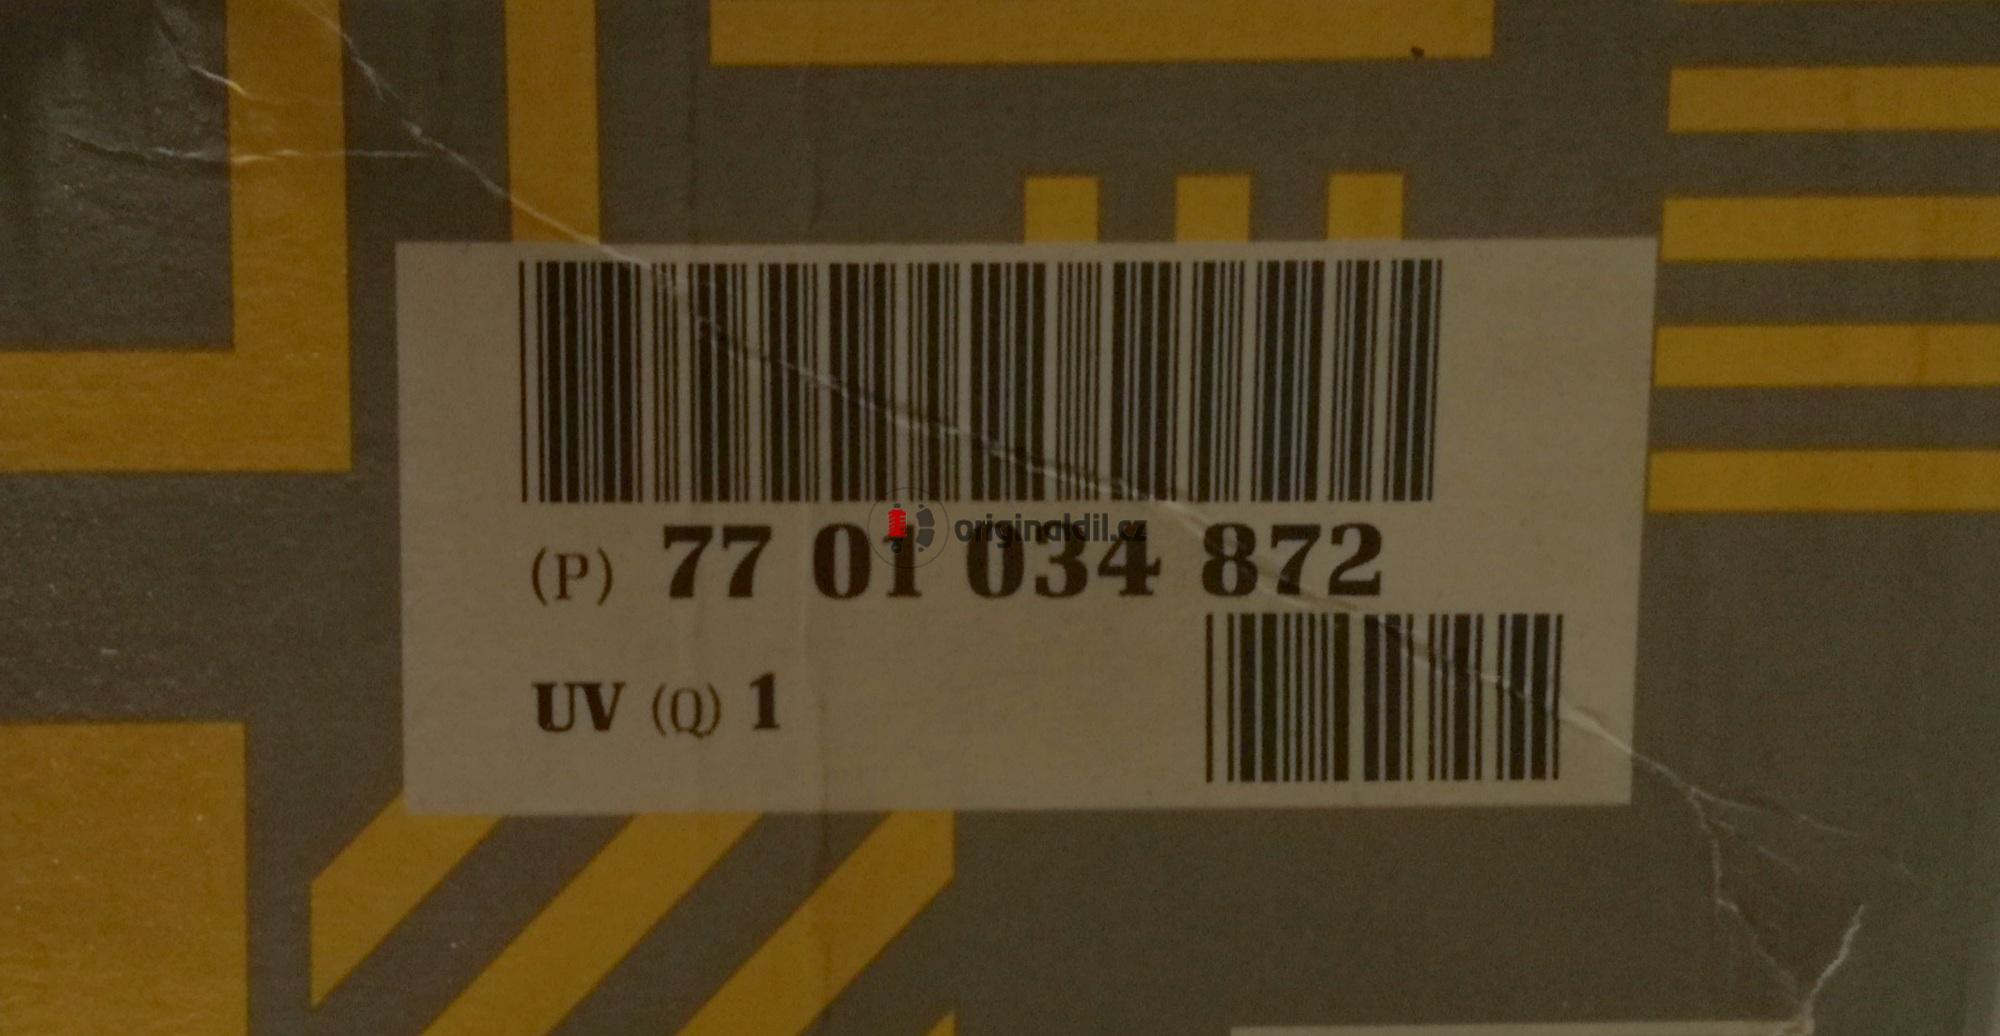 (P) 77 01 034 872
originaldil.cz
UV (Q) 1